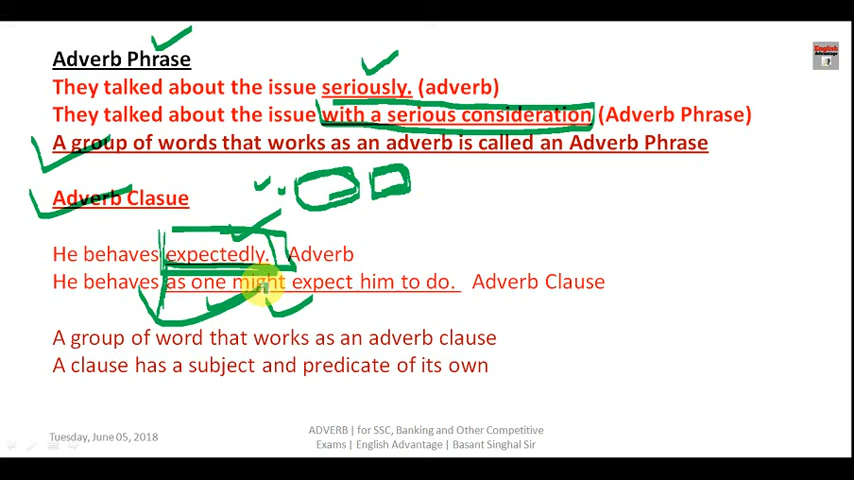 Adverb Phrase
They talked about the issue seriously. (adverb)
They talked about the issue with a serious consideration (Adverb Phrase)
A group of words that works as an adverb is called an Adverb Phrase
Adverb Clasue
He behaves expectedly. Adverb
He behaves as one might expect him to do. Adverb Clause
A group of word that works as an adverb clause
A clause has a subject and predicate of its own
Tuesday, June 05, 2018
ADVERB | for SSC, Banking and Other Competitive
Exams | English Advantage | Basant Singhal Sir
English
Advantage